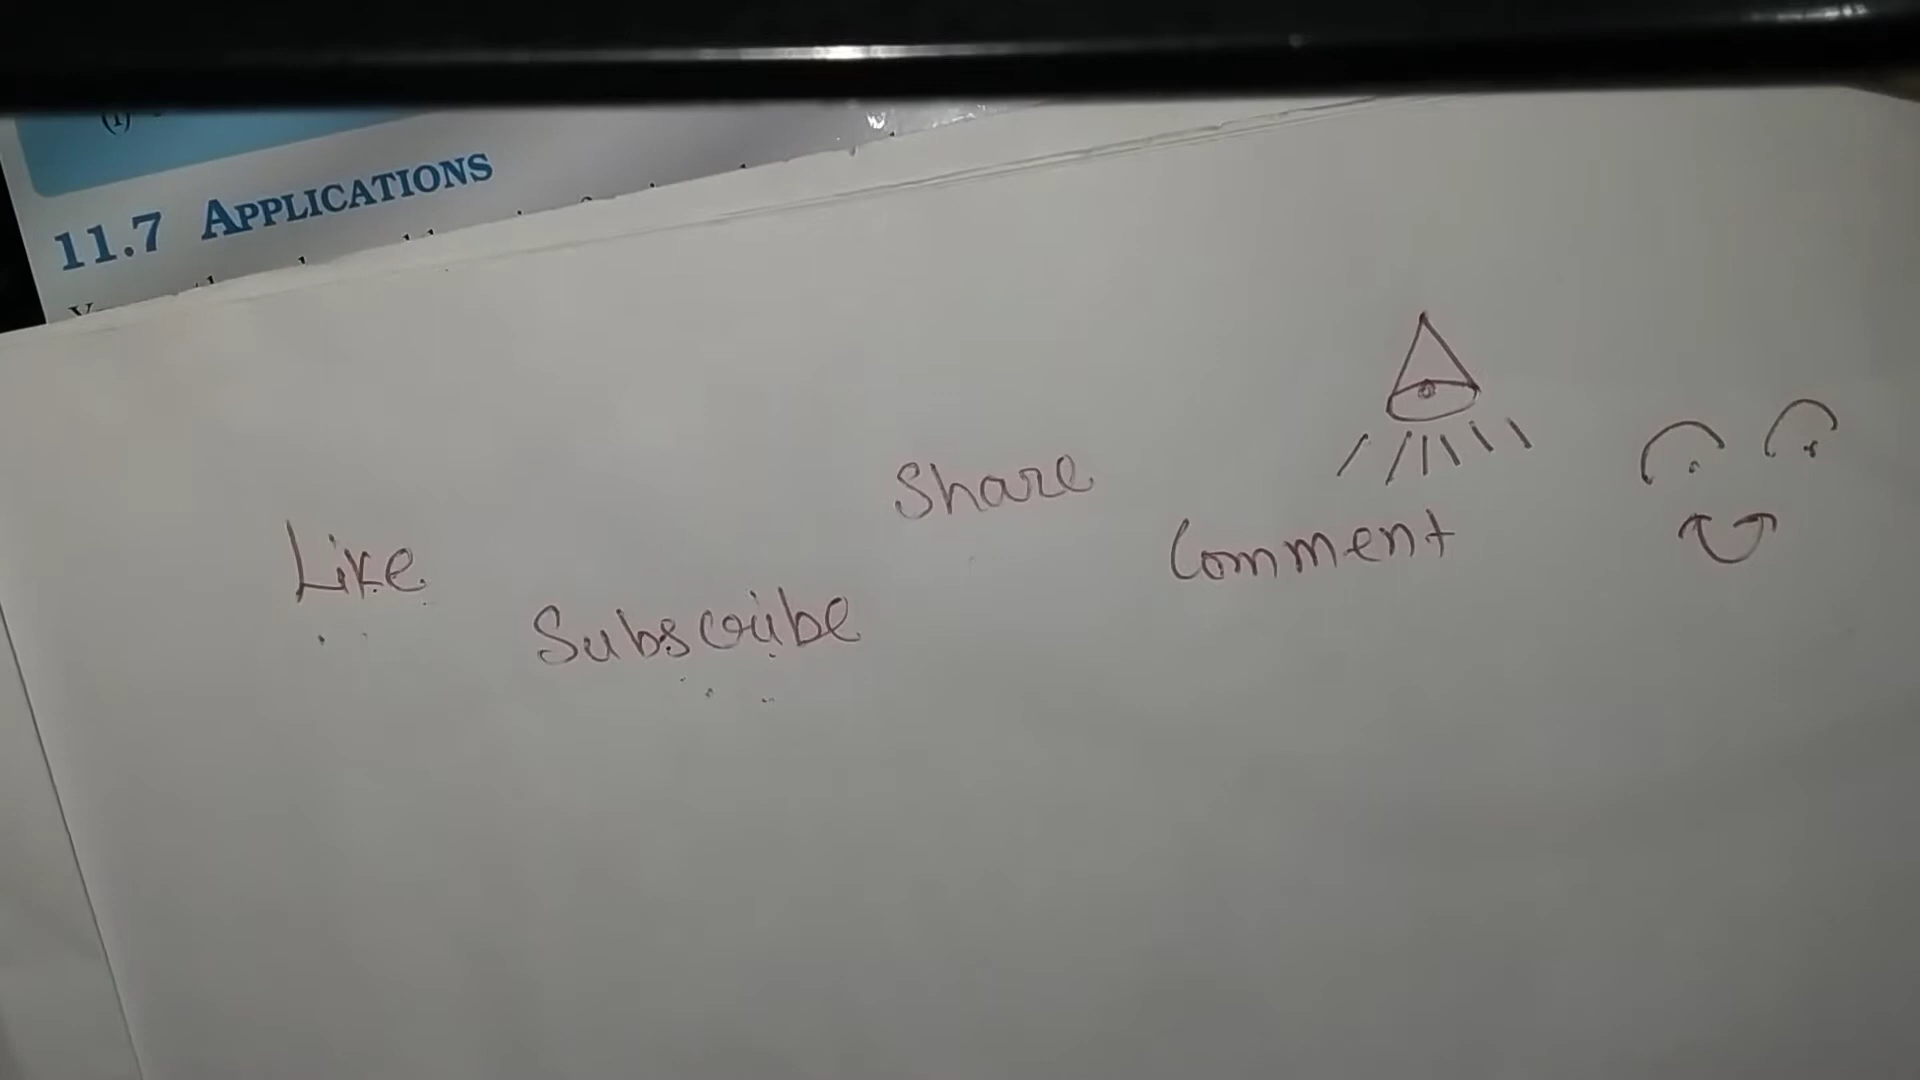 (i)
11.7 APPLICATIONS
Like
Subscribe
Share
Comment